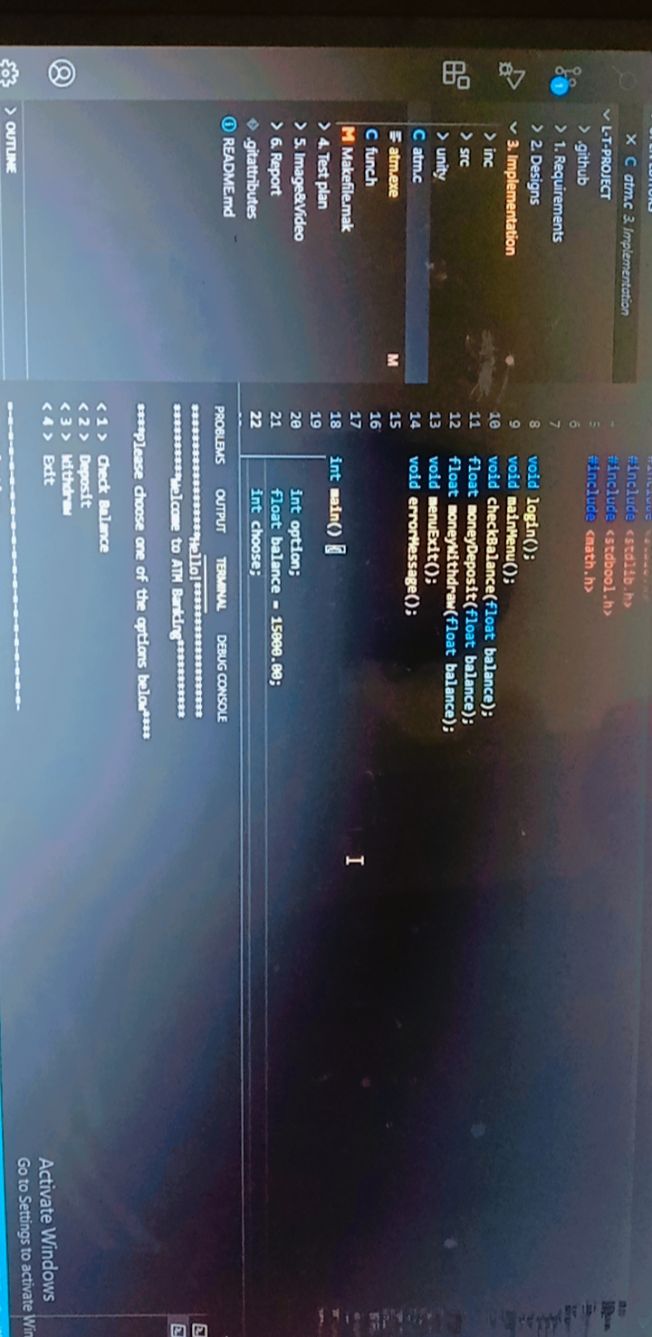 OPEN EDITORS
atm.c 3. Implementation
L-T-PROJECT
.github
1. Requirements
2. Designs
3. Implementation
inc
src
unity
C atm.c
atm.exe M
C func.h
M Makefile.mak
4. Test plan
5. Image&Video
6. Report
.gitattributes
README.md
OUTLINE
1
#include <stdlib.h>
#include <stdbool.h>
5 #include <math.h>
6
7
8 void login();
9 void mainMenu();
10 void checkBalance(float balance);
11 float moneyDeposit(float balance);
12 float moneyWithdraw(float balance);
13 void menuExit();
14 void errorMessage();
15
16
17
18 int main() {
19
20 int option;
21 float balance = 15000.00;
22 int choose;
PROBLEMS OUTPUT TERMINAL DEBUG CONSOLE
******************Hello!******************
**********Welcome to ATM Banking***********
****Please choose one of the options below****
< 1 > Check Balance
< 2 > Deposit
< 3 > Withdraw
< 4 > Exit
Activate Windows
Go to Settings to activate Win